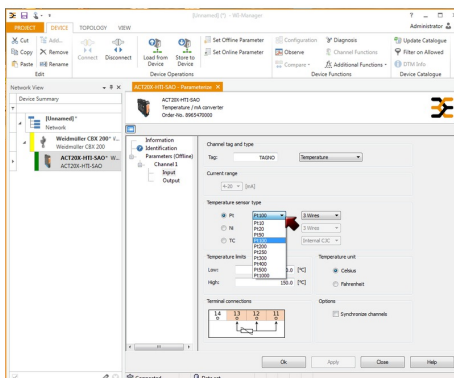 [Unnamed]* - WI-Manager
PROJECT DEVICE TOPOLOGY VIEW
Administrator
Cut
Copy
Paste
Add...
Remove
Rename
Edit
Connect
Disconnect
Load from Device
Store to Device
Set Offline Parameter
Set Online Parameter
Device Operations
Configuration
Observe
Compare
Diagnosis
Channel Functions
Additional Functions
Device Functions
Update Catalogue
Filter on Allowed
DTM Info
Device Catalogue
Network View
Device Summary
[Unnamed]*
Network
Weidmüller CBX 200* W...
Weidmüller CBX 200
ACT20X-HTI-SAO* W...
ACT20X-HTI-SAO
ACT20X-HTI-SAO - Parameterize
ACT20X-HTI-SAO
Temperature / mA converter
Order-No. 8965470000
Information
Identification
Parameters (Offline)
Channel 1
Input
Output
Channel tag and type
Tag: TAGNO Temperature
Current range
4-20 [mA]
Temperature sensor type
Pt Pt100 3 Wires
Ni 3 Wires
TC Internal CJC
Pt10
Pt20
Pt50
Pt100
Pt200
Pt250
Pt300
Pt400
Pt500
Pt1000
Temperature limits
Low: [°C]
High: 150.0 [°C]
Temperature unit
Celsius
Fahrenheit
Terminal connections
14 13 12 11
Options
Synchronize channels
Ok Apply Close Help
Connected Data set